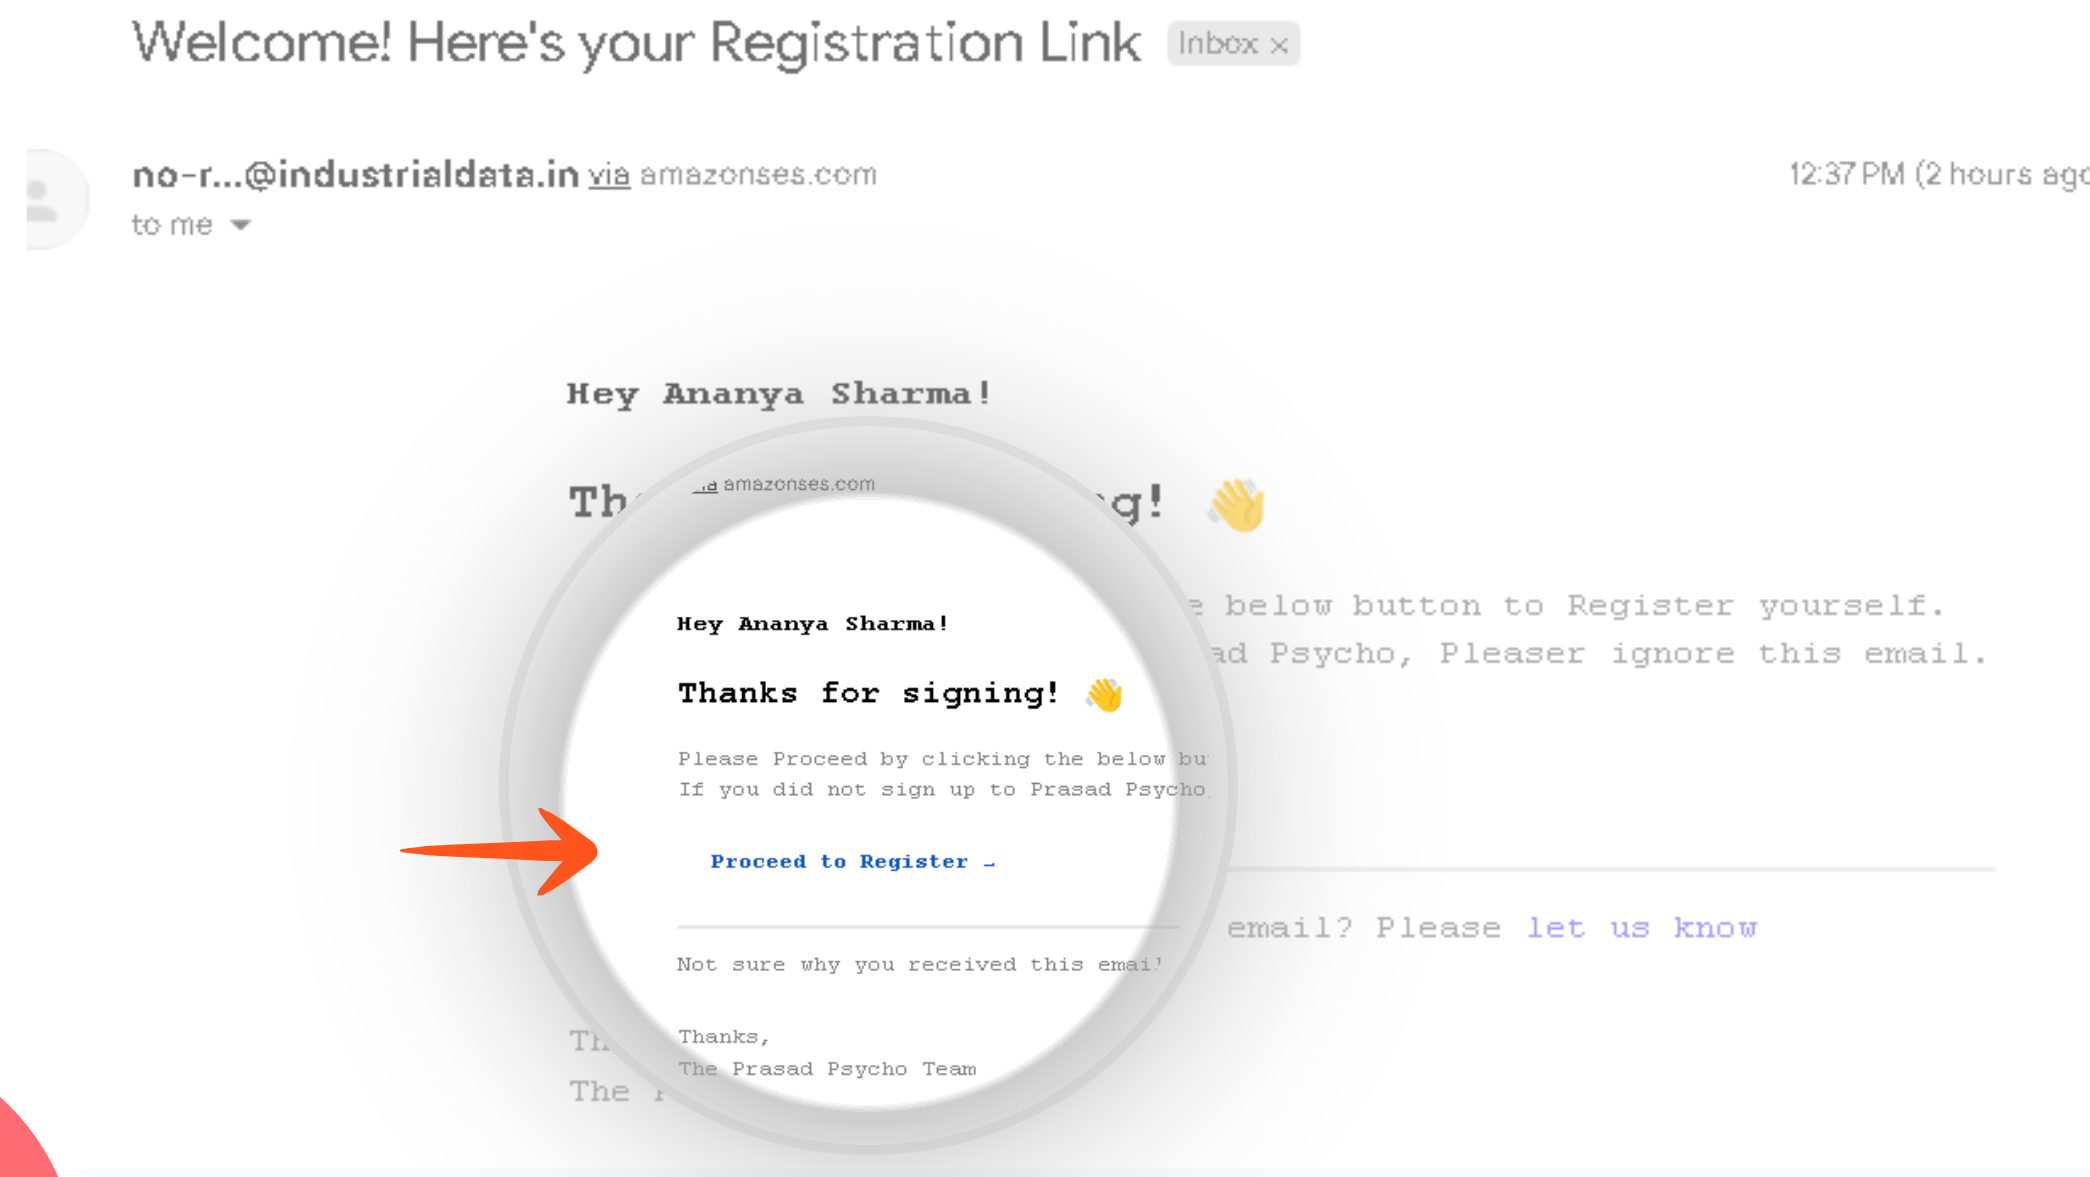 Welcome! Here's your Registration Link Inbox ×
no-r...@industrialdata.in via amazonses.com
12:37 PM (2 hours ago
to me
Hey Ananya Sharma!
amazonses.com
g! 👋
Hey Ananya Sharma!
Thanks for signing! 👋
below button to Register yourself.
Psycho, Pleaser ignore this email.
Please Proceed by clicking the below bu
If you did not sign up to Prasad Psycho,
Proceed to Register →
email? Please let us know
Not sure why you received this email
Thanks,
The Prasad Psycho Team
The